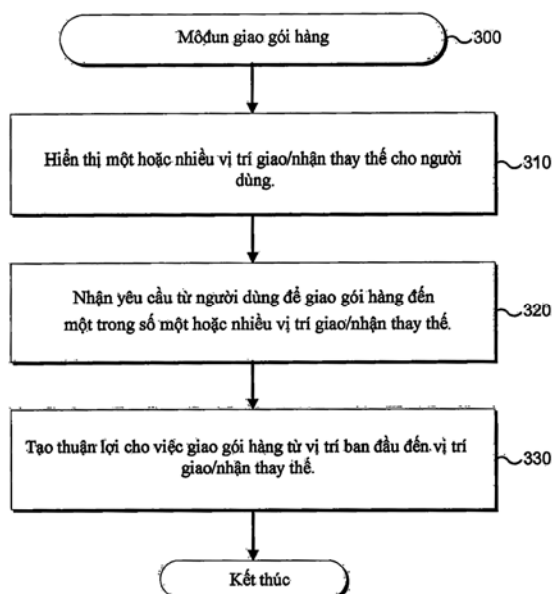 Môđun giao gói hàng
300
Hiển thị một hoặc nhiều vị trí giao/nhận thay thế cho người
dùng.
310
Nhận yêu cầu từ người dùng để giao gói hàng đến
một trong số một hoặc nhiều vị trí giao/nhận thay thế.
320
Tạo thuận lợi cho việc giao gói hàng từ vị trí ban đầu đến vị trí
giao/nhận thay thế.
330
Kết thúc